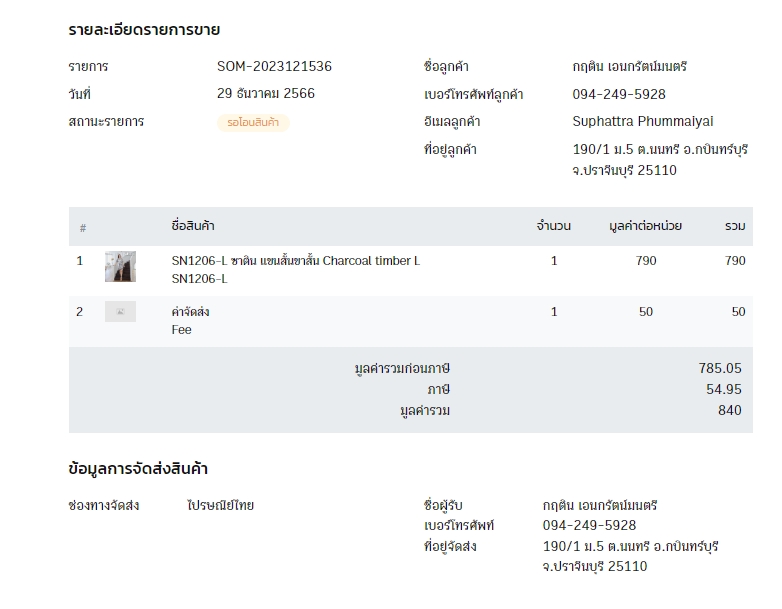 รายละเอียดรายการขาย
รายการ SOM-2023121536
วันที่ 29 ธันวาคม 2566
สถานะรายการ รอโอนสินค้า
ชื่อลูกค้า กฤติน เอนกรัตน์มนตรี
เบอร์โทรศัพท์ลูกค้า 094-249-5928
อีเมลลูกค้า Suphattra Phummaiyai
ที่อยู่ลูกค้า 190/1 ม.5 ต.นนทรี อ.กบินทร์บุรี
จ.ปราจีนบุรี 25110
# ชื่อสินค้า จำนวน มูลค่าต่อหน่วย รวม
1 SN1206-L ซาติน แขนสั้นขาสั้น Charcoal timber L 1 790 790
SN1206-L
2 ค่าจัดส่ง 1 50 50
Fee
มูลค่ารวมก่อนภาษี 785.05
ภาษี 54.95
มูลค่ารวม 840
ข้อมูลการจัดส่งสินค้า
ช่องทางจัดส่ง ไปรษณีย์ไทย
ชื่อผู้รับ กฤติน เอนกรัตน์มนตรี
เบอร์โทรศัพท์ 094-249-5928
ที่อยู่จัดส่ง 190/1 ม.5 ต.นนทรี อ.กบินทร์บุรี
จ.ปราจีนบุรี 25110